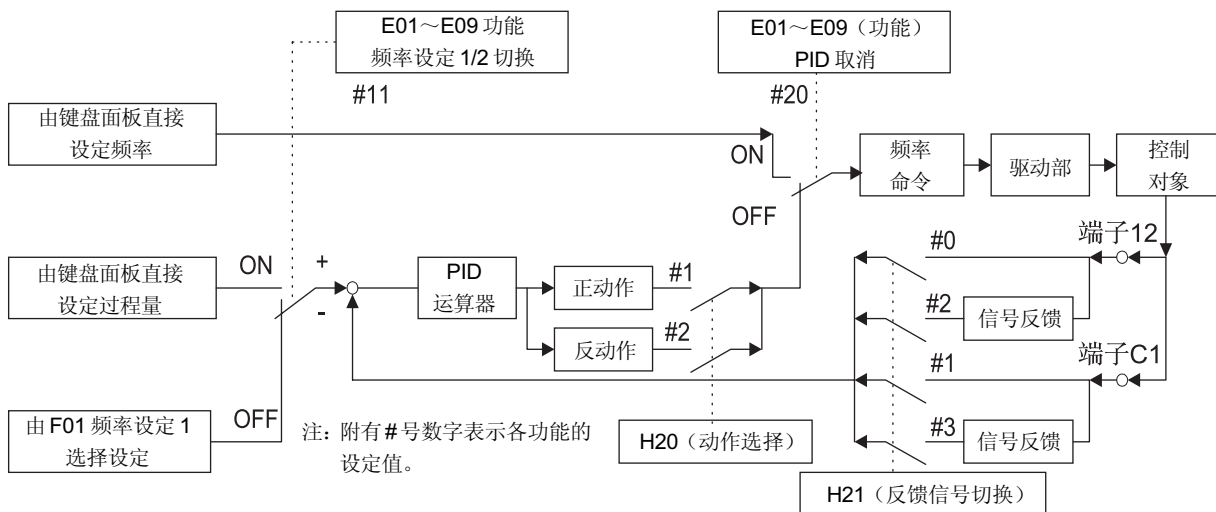 E01～E09 功能
频率设定 1/2 切换
E01～E09（功能）
PID 取消
#11
#20
由键盘面板直接
设定频率
ON
OFF
频率
命令
驱动部
控制
对象
端子12
#0
由键盘面板直接
设定过程量
ON
+
-
PID
运算器
正动作
#1
反动作
#2
#2
信号反馈
端子C1
#1
#3
信号反馈
由 F01 频率设定 1
选择设定
OFF
注: 附有 # 号数字表示各功能的
设定值。
H20（动作选择）
H21（反馈信号切换）